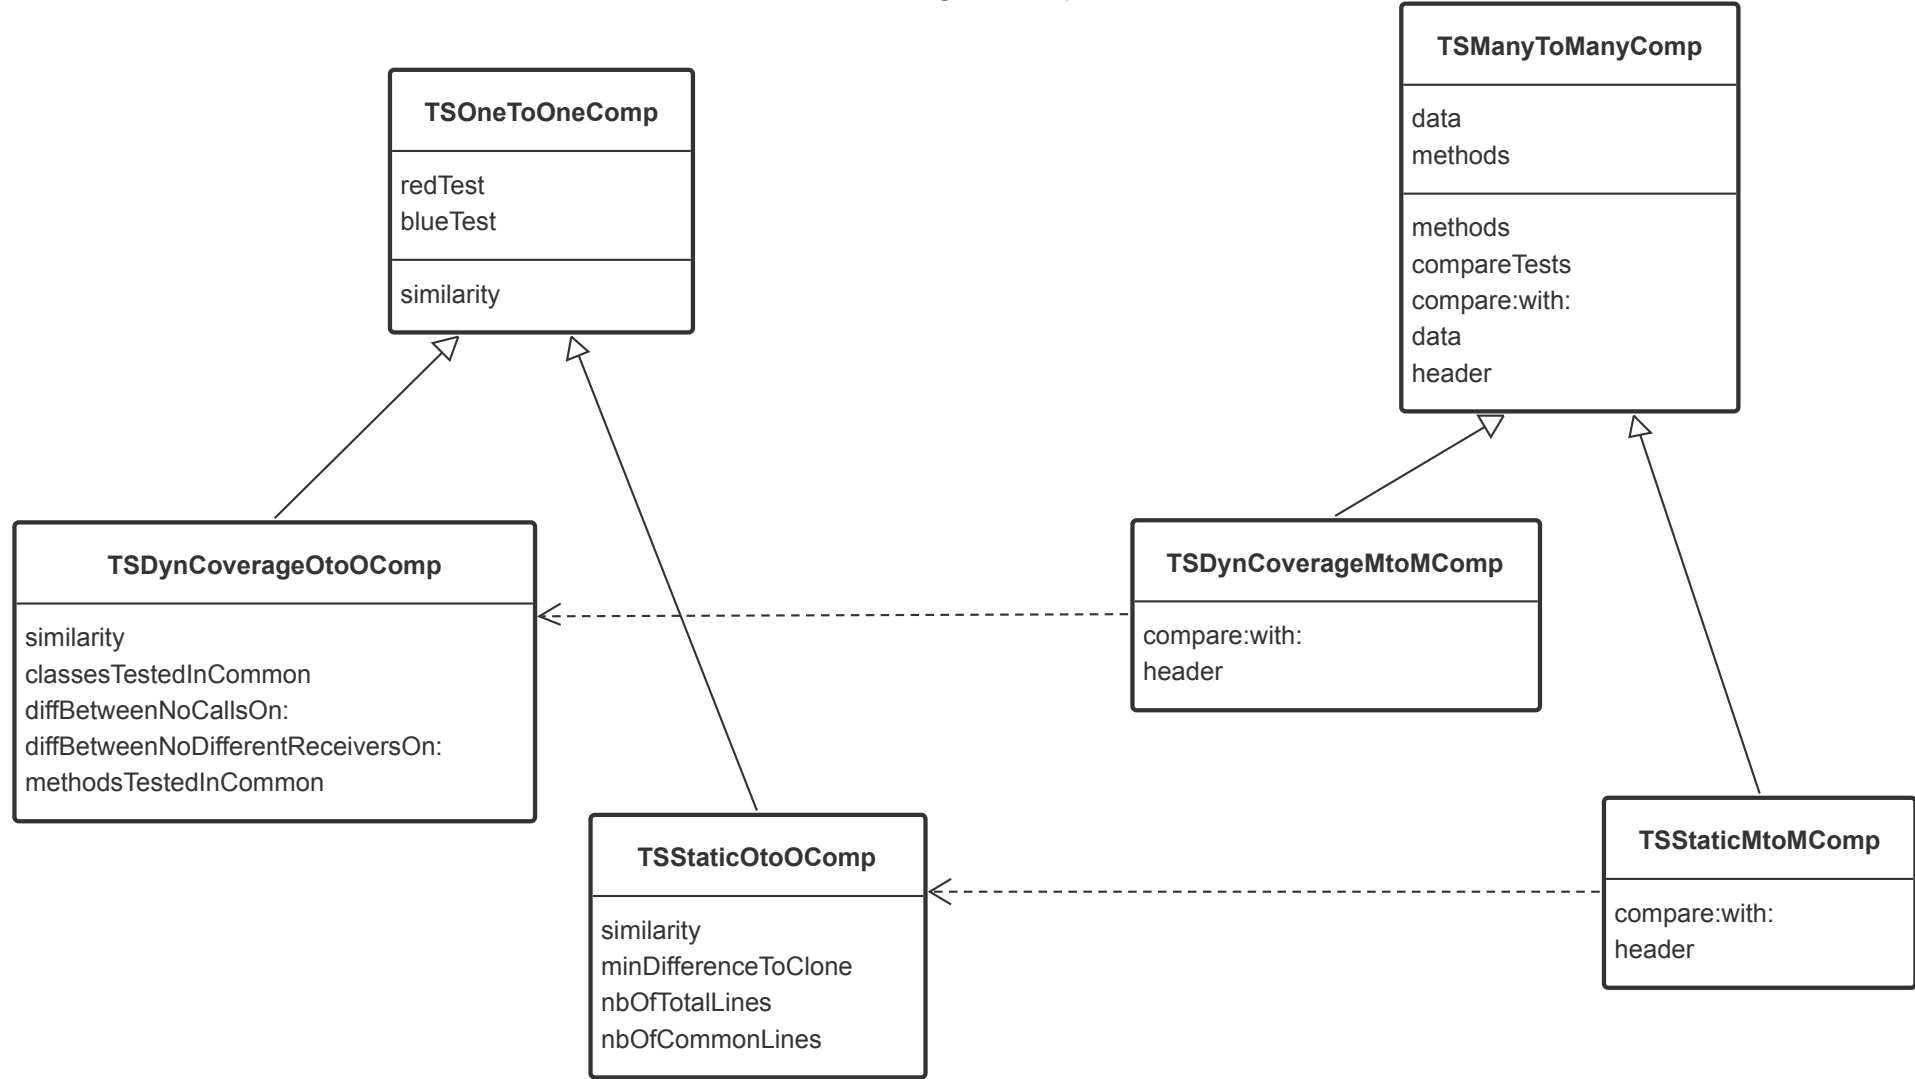 TSManyToManyComp
data
methods
methods
compareTests
compare:with:
data
header
TSOneToOneComp
redTest
blueTest
similarity
TSDynCoverageOtoOComp
similarity
classesTestedInCommon
diffBetweenNoCallsOn:
diffBetweenNoDifferentReceiversOn:
methodsTestedInCommon
TSDynCoverageMtoMComp
compare:with:
header
TSStaticOtoOComp
similarity
minDifferenceToClone
nbOfTotalLines
nbOfCommonLines
TSStaticMtoMComp
compare:with:
header